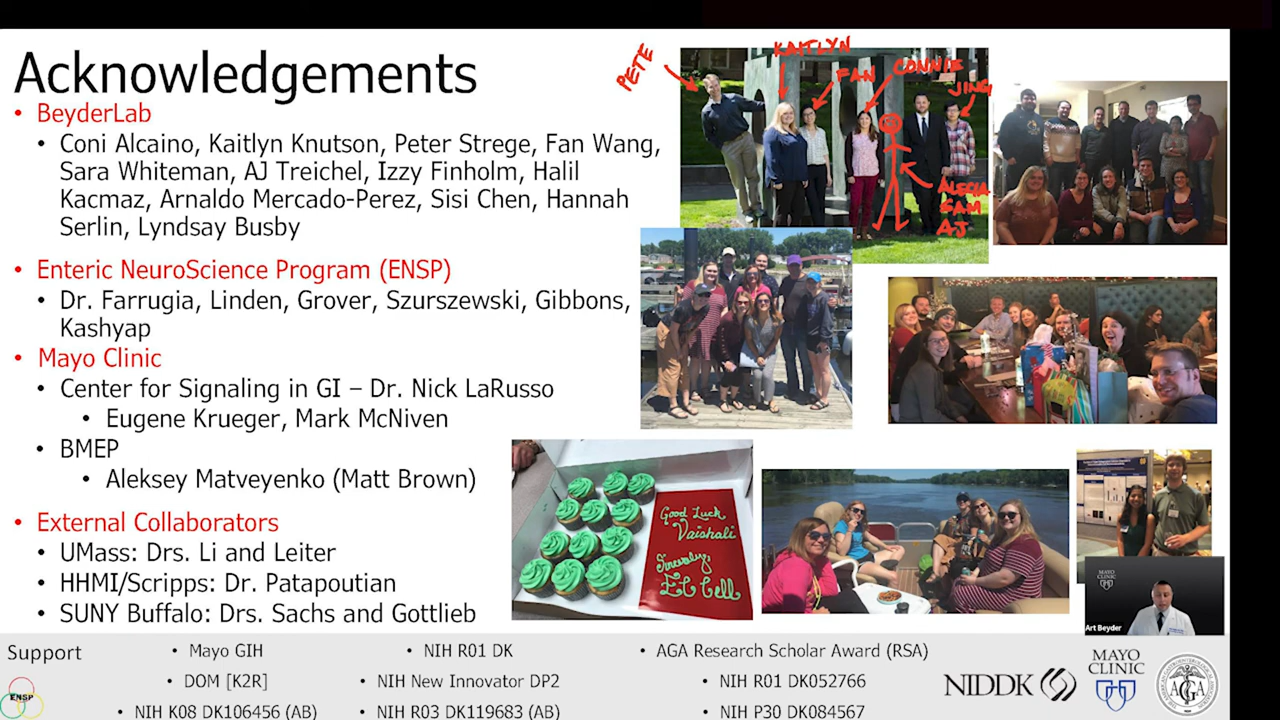 Acknowledgements
• BeyderLab
• Coni Alcaino, Kaitlyn Knutson, Peter Strege, Fan Wang,
Sara Whiteman, AJ Treichel, Izzy Finholm, Halil
Kacmaz, Arnaldo Mercado-Perez, Sisi Chen, Hannah
Serlin, Lyndsay Busby
• Enteric NeuroScience Program (ENSP)
• Dr. Farrugia, Linden, Grover, Szurszewski, Gibbons,
Kashyap
• Mayo Clinic
• Center for Signaling in GI – Dr. Nick LaRusso
• Eugene Krueger, Mark McNiven
• BMEP
• Aleksey Matveyenko (Matt Brown)
• External Collaborators
• UMass: Drs. Li and Leiter
• HHMI/Scripps: Dr. Patapoutian
• SUNY Buffalo: Drs. Sachs and Gottlieb
PETE
KAITLYN
FAN
CONNIE
JING
ALECIA
SAM
AJ
Good Luck
Vaishali
Sincerely,
EC Cell
MAYO
CLINIC
Art Beyder
Support
• Mayo GIH
• NIH R01 DK
• AGA Research Scholar Award (RSA)
• DOM [K2R]
• NIH New Innovator DP2
• NIH R01 DK052766
• NIH K08 DK106456 (AB)
• NIH R03 DK119683 (AB)
• NIH P30 DK084567
ENSP
NIDDK
MAYO
CLINIC
AGA